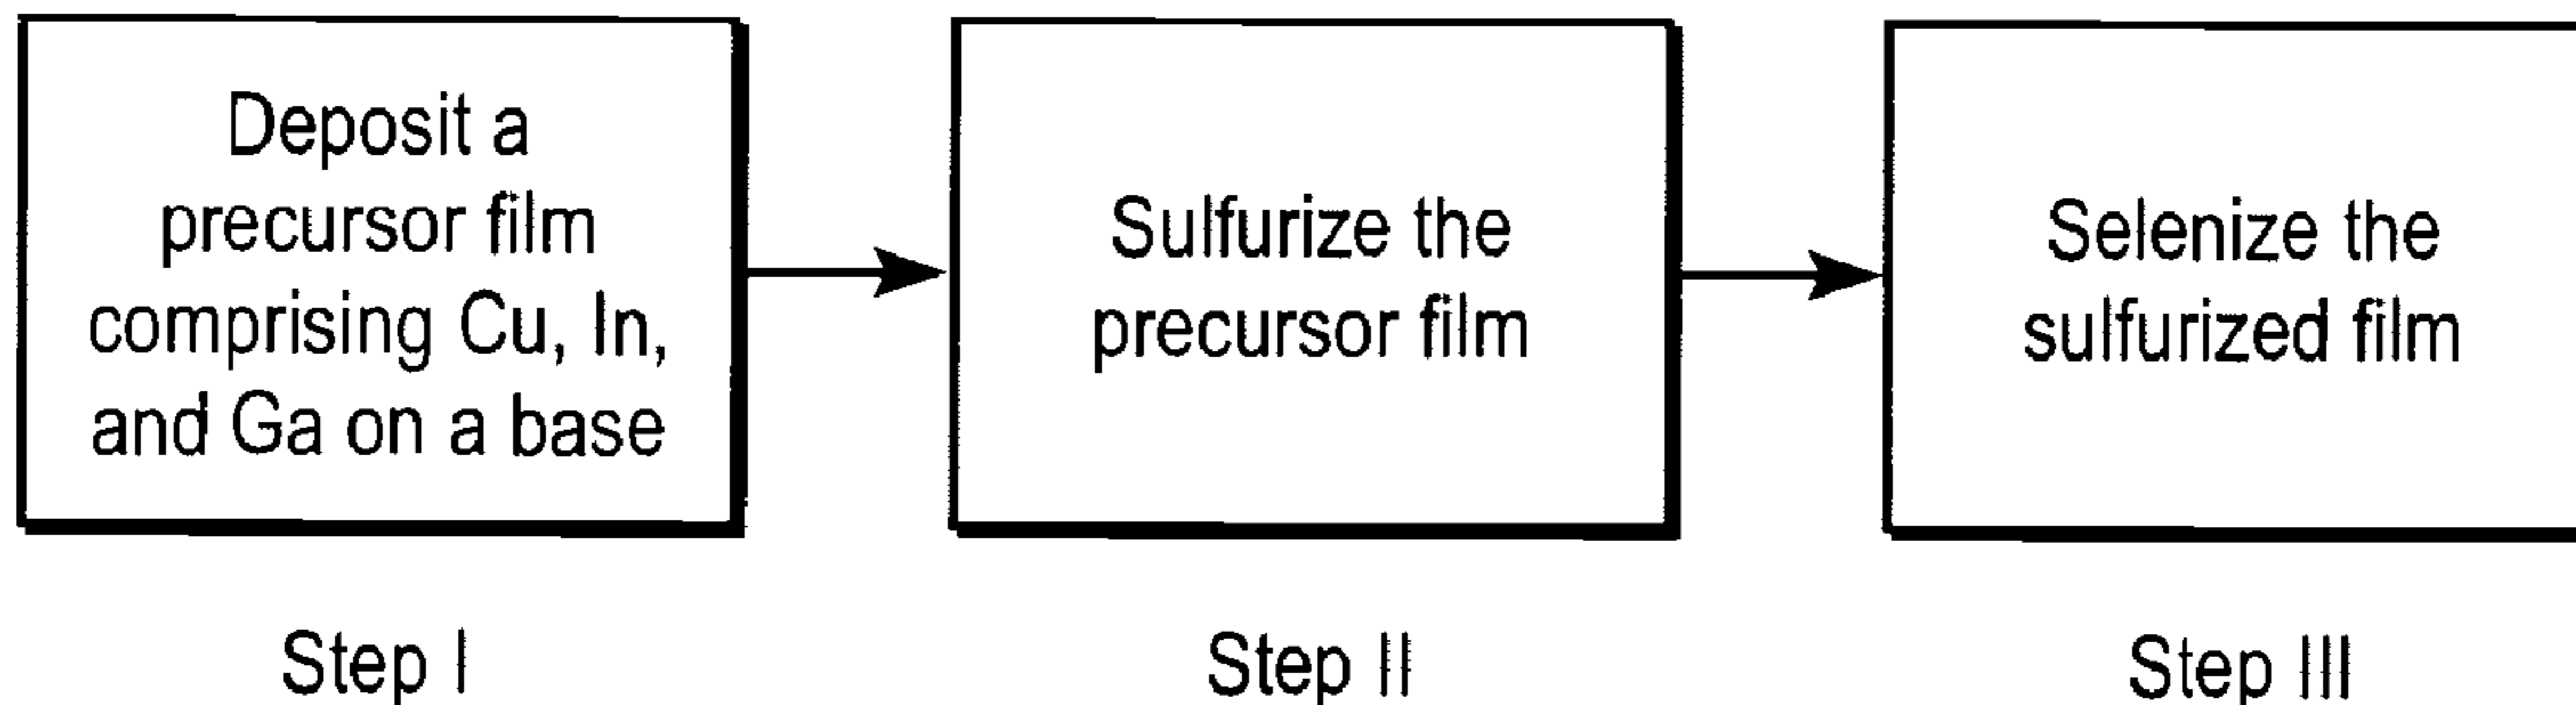 Deposit a
precursor film
comprising Cu, In,
and Ga on a base
Sulfurize the
precursor film
Selenize the
sulfurized film
Step I
Step II
Step III